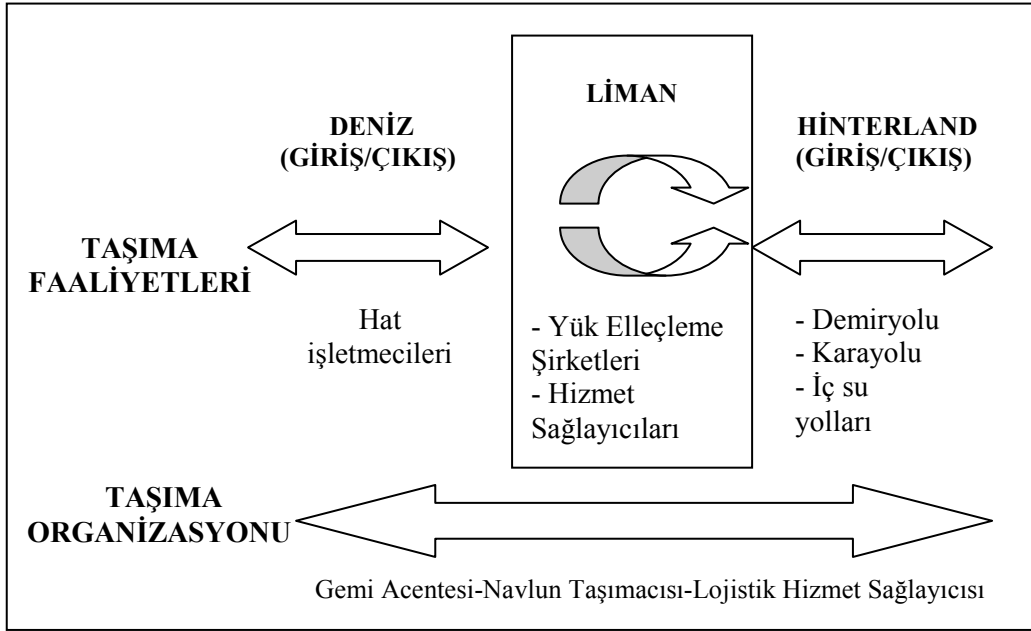 LİMAN
DENİZ
(GİRİŞ/ÇIKIŞ)
HİNTERLAND
(GİRİŞ/ÇIKIŞ)
TAŞIMA
FAALİYETLERİ
Hat
işletmecileri
- Yük Elleçleme
Şirketleri
- Hizmet
Sağlayıcıları
- Demiryolu
- Karayolu
- İç su
yolları
TAŞIMA
ORGANİZASYONU
Gemi Acentesi-Navlun Taşımacısı-Lojistik Hizmet Sağlayıcısı